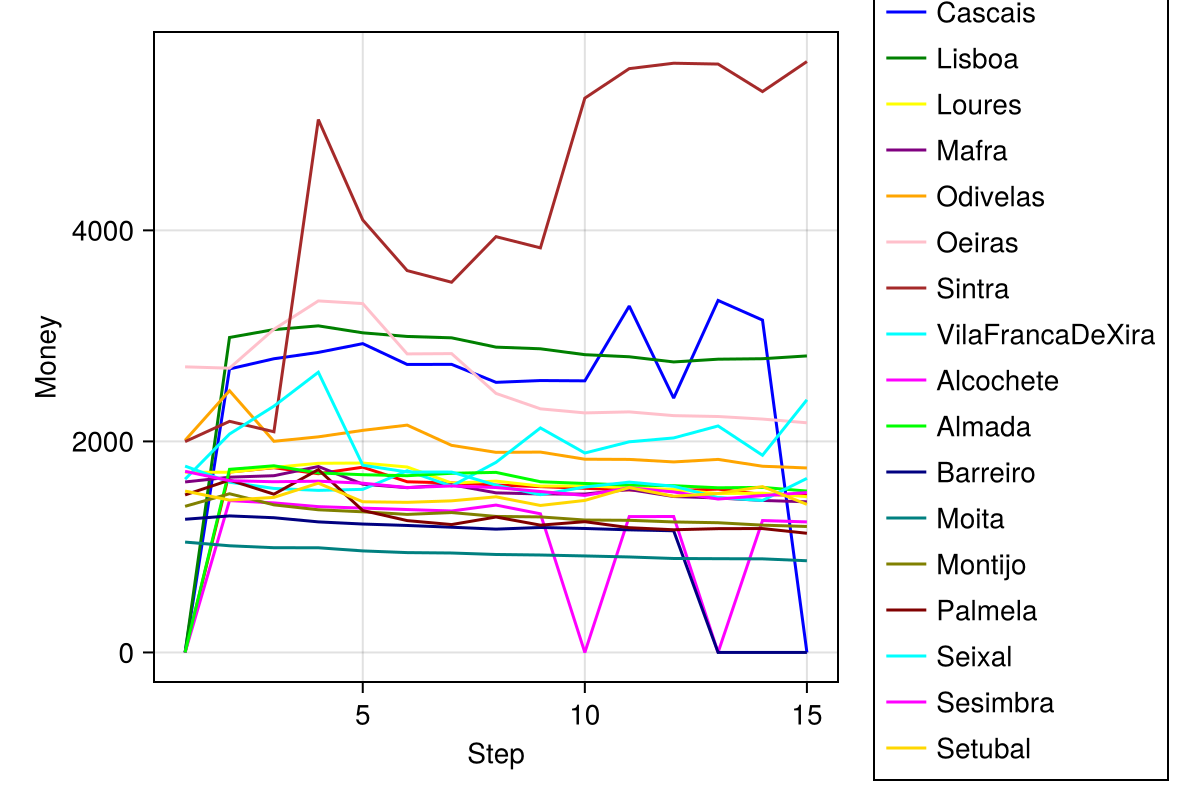 Cascais
Lisboa
Loures
Mafra
Odivelas
Oeiras
Sintra
VilaFrancaDeXira
Alcochete
Almada
Barreiro
Moita
Montijo
Palmela
Seixal
Sesimbra
Setubal
Money
4000
2000
0
5
10
15
Step